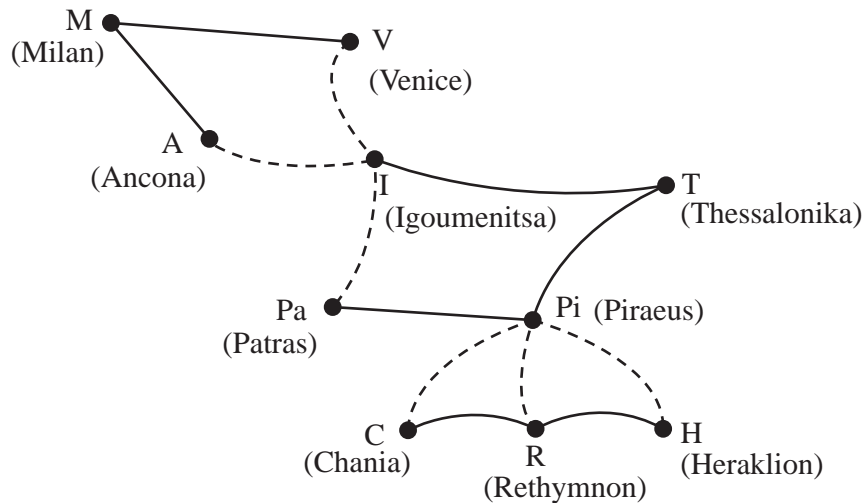 M
(Milan)
V
(Venice)
A
(Ancona)
I
(Igoumenitsa)
T
(Thessalonika)
Pa
(Patras)
Pi (Piraeus)
C
(Chania)
R
(Rethymnon)
H
(Heraklion)